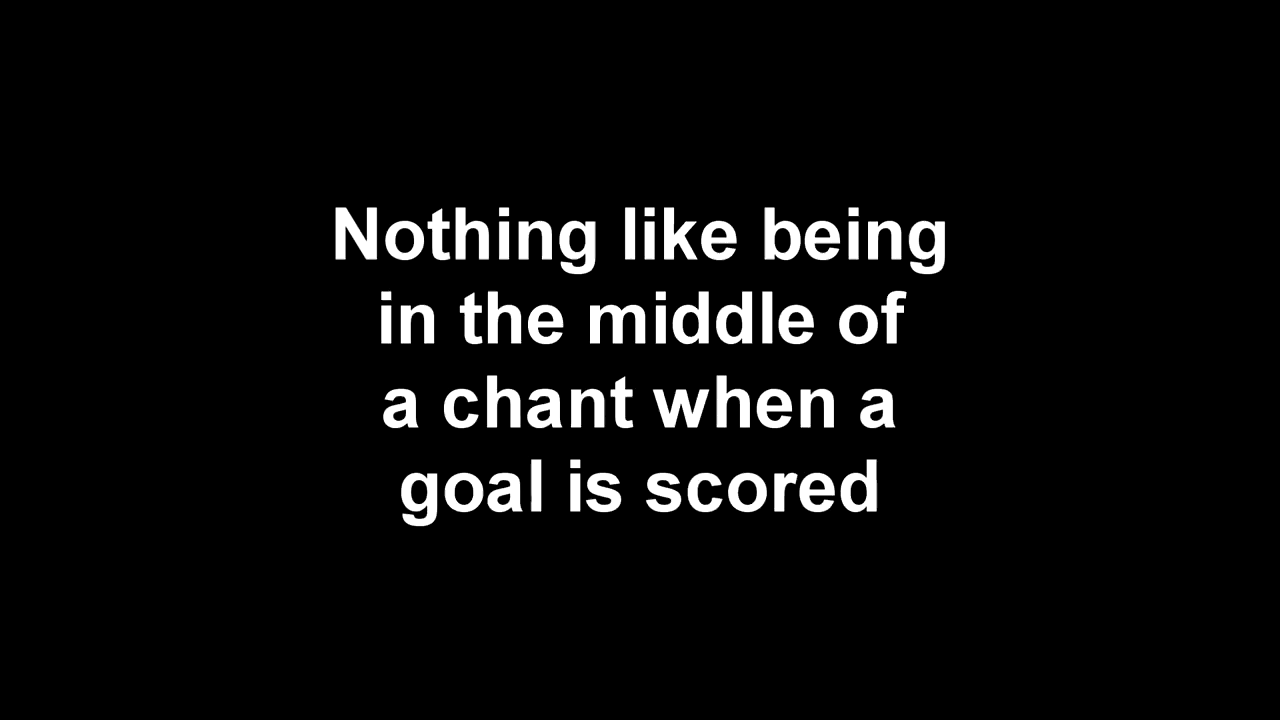 Nothing like being
in the middle of
a chant when a
goal is scored